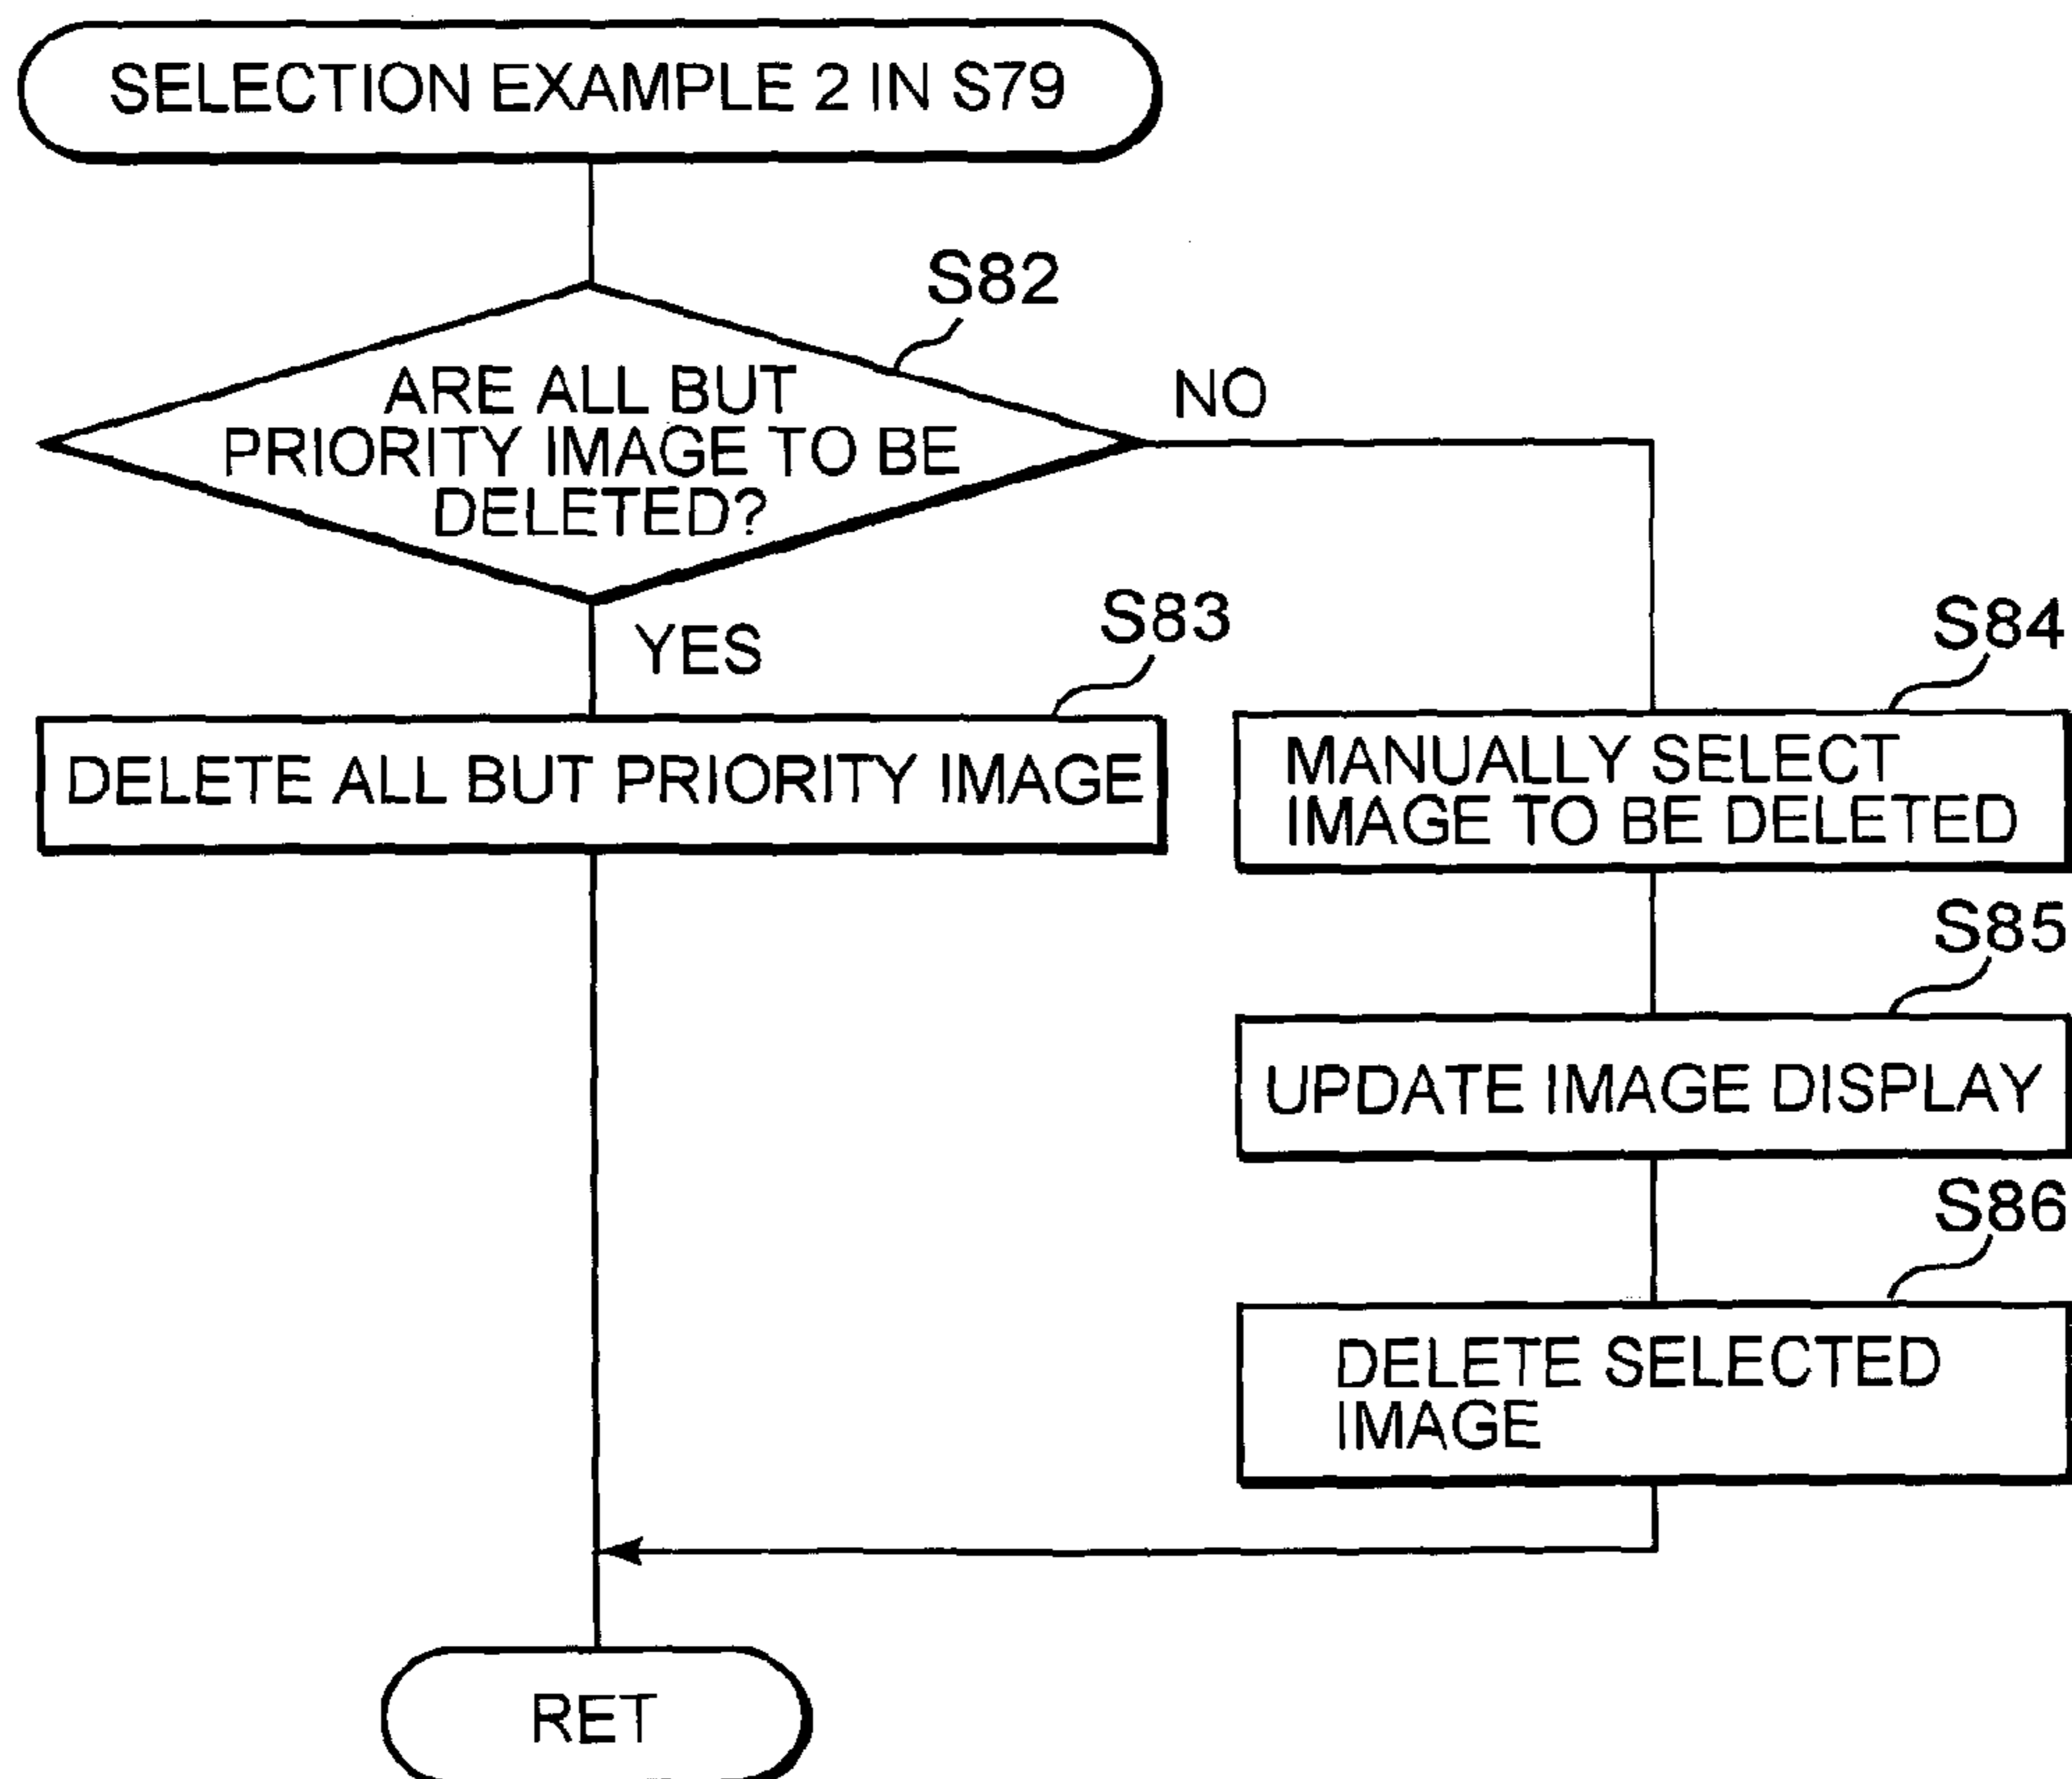 SELECTION EXAMPLE 2 IN S79
S82
ARE ALL BUT
PRIORITY IMAGE TO BE
DELETED?
NO
YES
S83
DELETE ALL BUT PRIORITY IMAGE
S84
MANUALLY SELECT
IMAGE TO BE DELETED
S85
UPDATE IMAGE DISPLAY
S86
DELETE SELECTED
IMAGE
RET